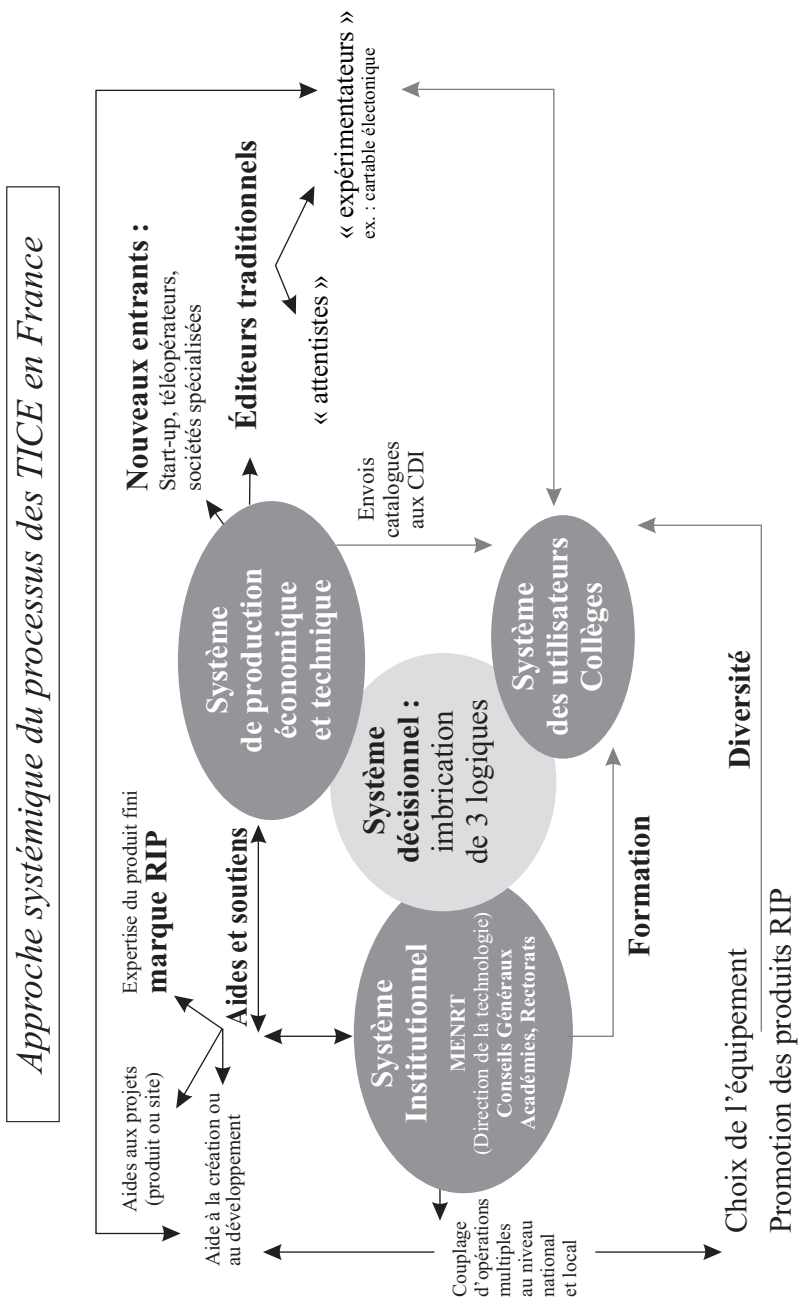 Approche systémique du processus des TICE en France
Nouveaux entrants :
Start-up, téléopérateurs,
sociétés spécialisées
Éditeurs traditionnels
« attentistes »
« expérimentateurs »
ex. : cartable électonique
Expertise du produit fini
marque RIP
Aides aux projets
(produit ou site)
Aide à la création ou
au développement
Aides et soutiens
Système
de production
économique
et technique
Envois
catalogues
aux CDI
Système
décisionnel :
imbrication
de 3 logiques
Système
Institutionnel
MENRT
(Direction de la technologie)
Conseils Généraux
Académies, Rectorats
Système
des utilisateurs
Collèges
Couplage
d’opérations
multiples
au niveau
national
et local
Formation
Diversité
Choix de l’équipement
Promotion des produits RIP